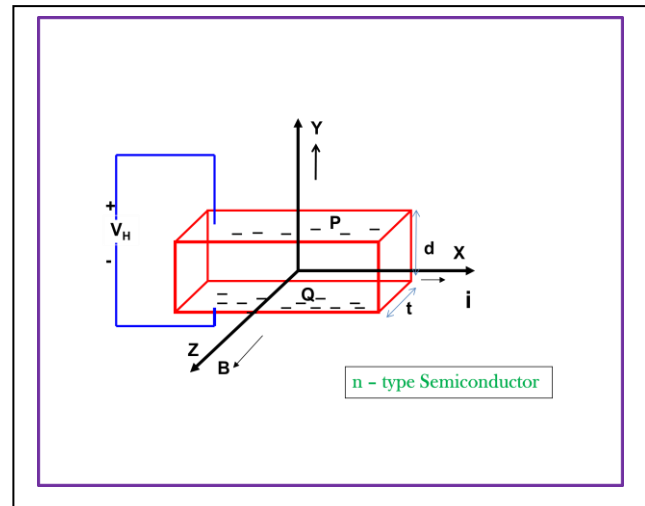 Y
+
P
V_H
-
d
X
Q
i
t
Z
B
n – type Semiconductor